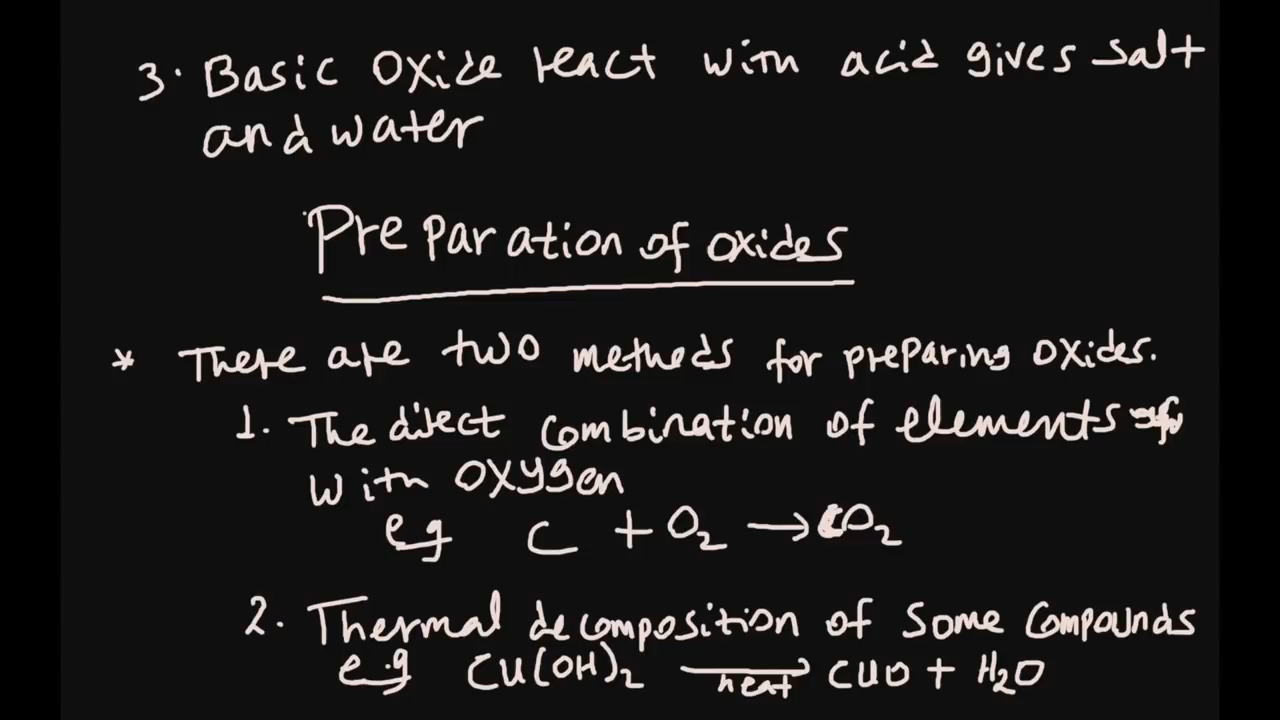 3. Basic Oxide react with acid gives salt
and water
Preparation of oxides
* There are two methods for preparing oxides.
1. The direct combination of elements
with oxygen
e.g C + O₂ → CO₂
2. Thermal decomposition of some compounds
e.g Cu(OH)₂ →heat CuO + H₂O